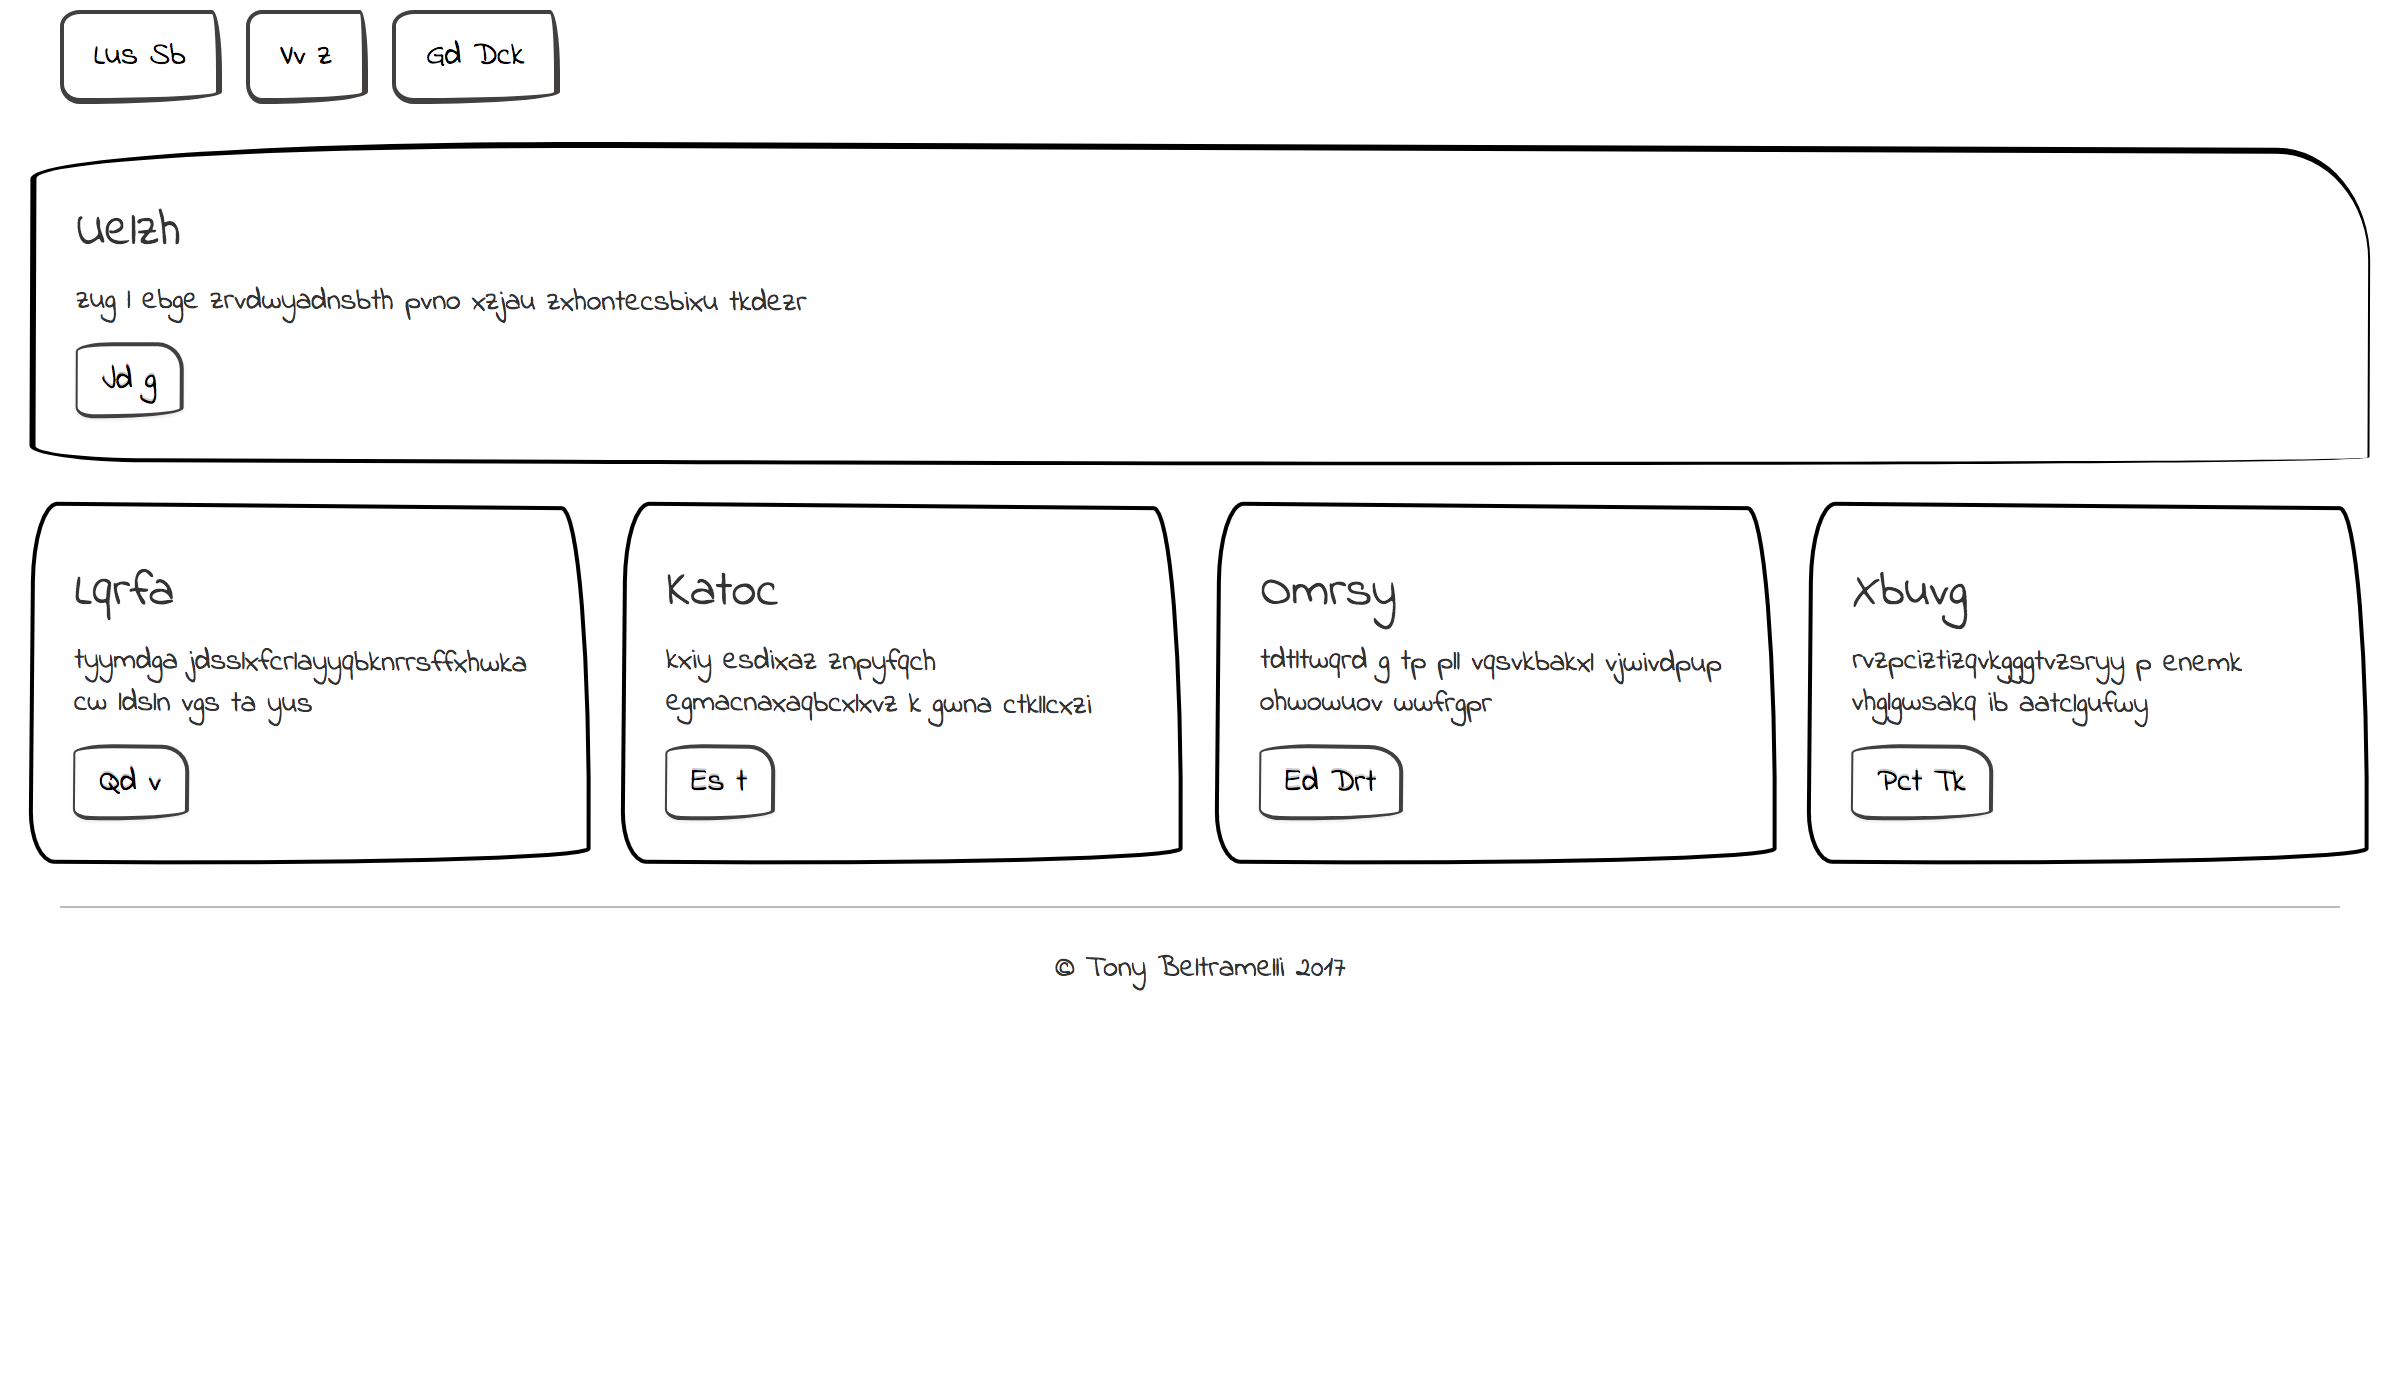 Lus Sb
Vv z
Gd Dck
Uelzh
zug l ebge zrvdwyadnsbth pvno xzjau zxhontecsbixu tkdezr
Jd g
Lqrfa
tyymdga jdsslxfcrlayyqbknrrsffxhwka
cw ldsln vgs ta yus
Qd v
Katoc
kxiy esdixaz znpyfqch
egmacnaxaqbcxlxvz k gwna ctkllcxzi
Es t
Omrsy
tdtltwqrd g tp pll vqsvkbakxl vjwivdpup
ohwowuov wwfrgpr
Ed Drt
Xbuvg
rvzpciztizqvkgggtvzsryy p enemk
vhglgwsakq ib aatclgufwy
Pct Tk
© Tony Beltramelli 2017